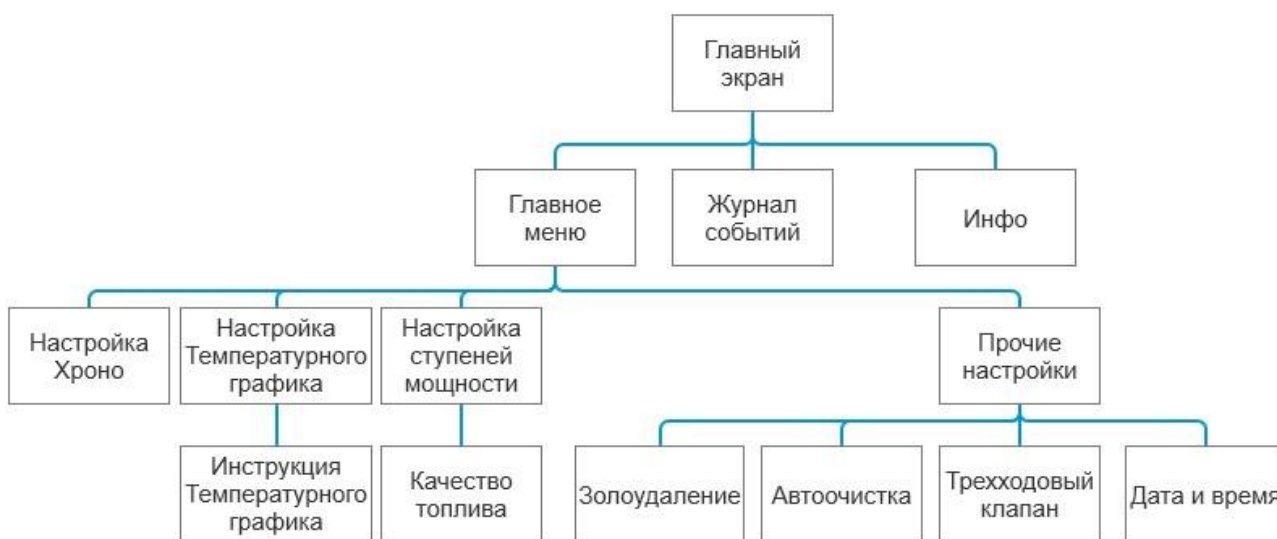 Главный
экран
Главное
меню
Журнал
событий
Инфо
Настройка
Хроно
Настройка
Температурного
графика
Настройка
ступеней
мощности
Прочие
настройки
Инструкция
Температурного
графика
Качество
топлива
Золоудаление
Автоочистка
Трехходовый
клапан
Дата и время